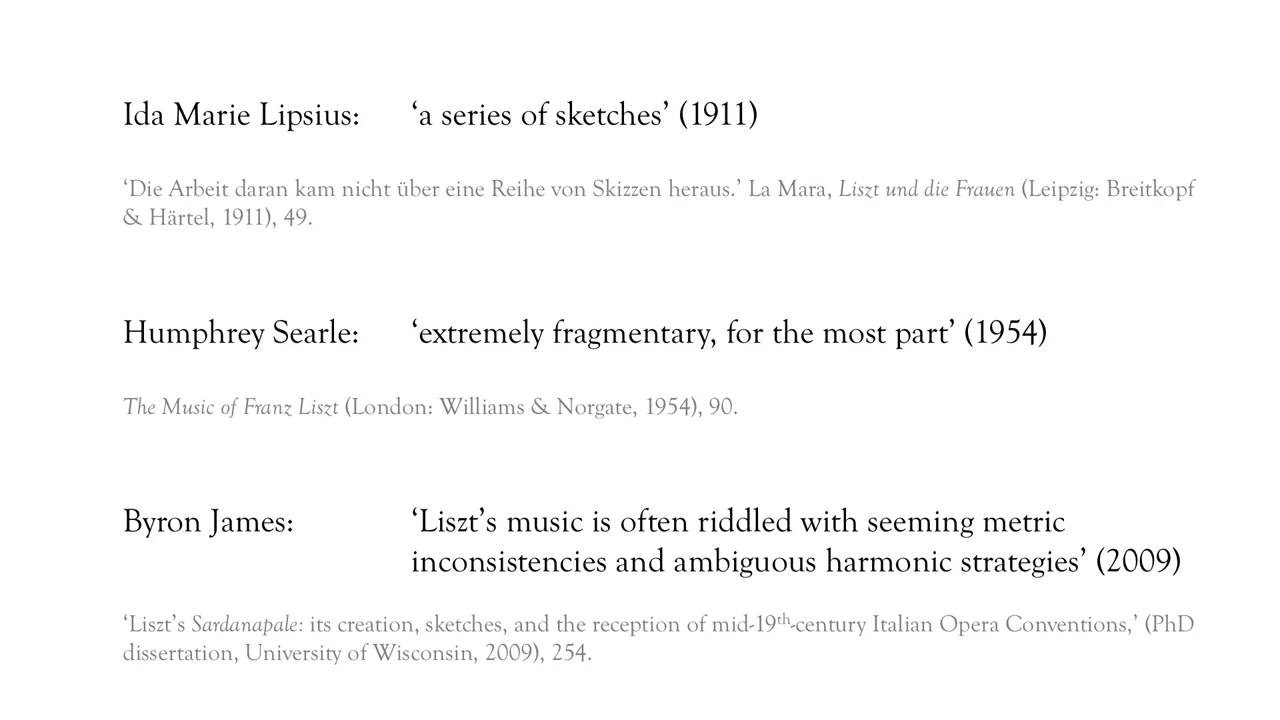 Ida Marie Lipsius: ‘a series of sketches’ (1911)
‘Die Arbeit daran kam nicht über eine Reihe von Skizzen heraus.’ La Mara, Liszt und die Frauen (Leipzig: Breitkopf
& Härtel, 1911), 49.
Humphrey Searle: ‘extremely fragmentary, for the most part’ (1954)
The Music of Franz Liszt (London: Williams & Norgate, 1954), 90.
Byron James: ‘Liszt’s music is often riddled with seeming metric
inconsistencies and ambiguous harmonic strategies’ (2009)
‘Liszt’s Sardanapale: its creation, sketches, and the reception of mid-19th-century Italian Opera Conventions,’ (PhD
dissertation, University of Wisconsin, 2009), 254.